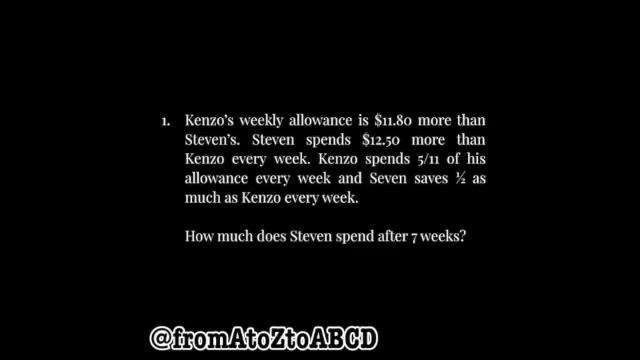 1. Kenzo's weekly allowance is $11.80 more than
Steven's. Steven spends $12.50 more than
Kenzo every week. Kenzo spends 5/11 of his
allowance every week and Seven saves ½ as
much as Kenzo every week.
How much does Steven spend after 7 weeks?
@fromAtoZtoABCD